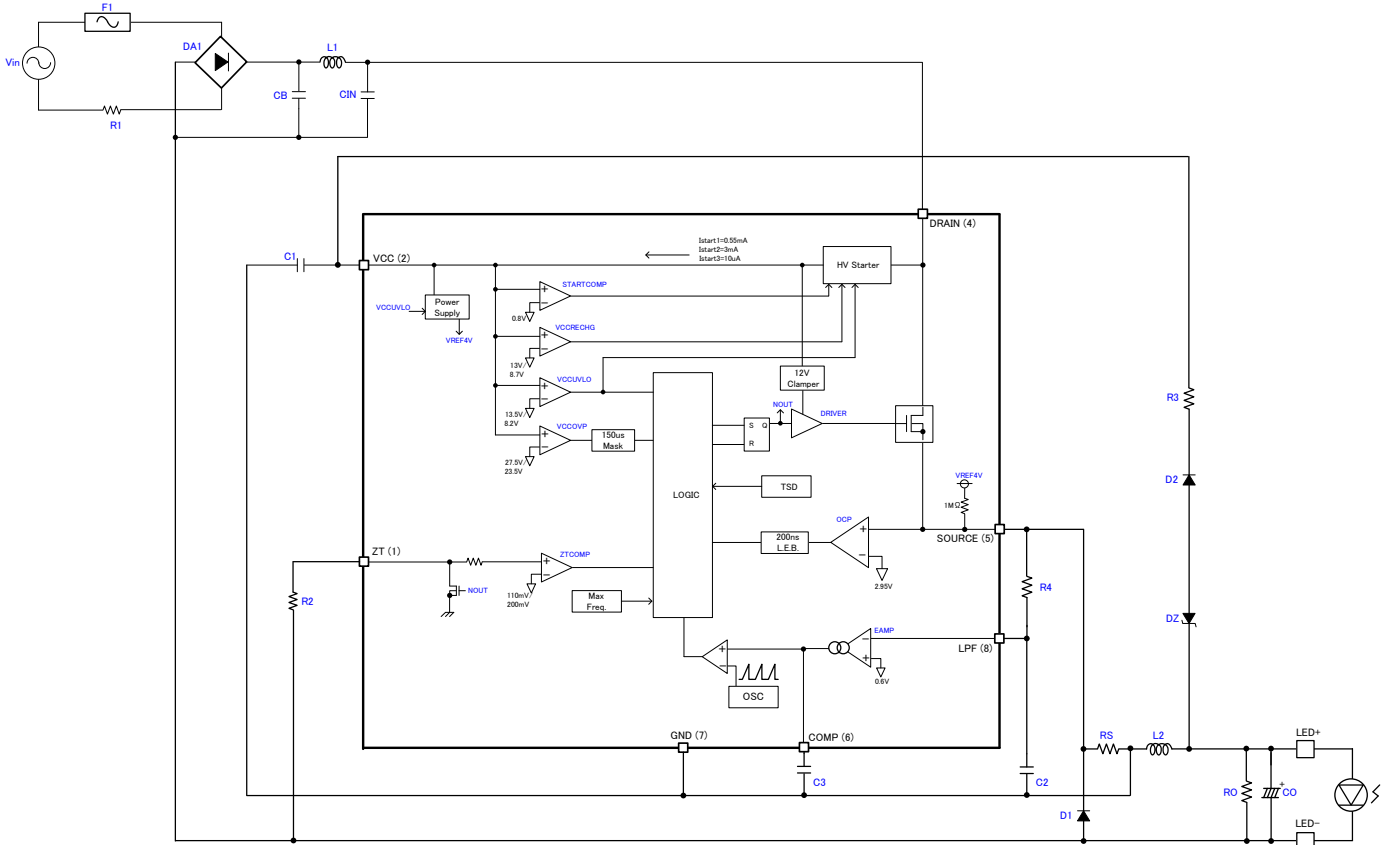 F1
Vin
DA1
L1
CB
CIN
R1
DRAIN (4)
C1
VCC (2)
Istart1=0.55mA
Istart2=3mA
Istart3=10uA
HV Starter
STARTCOMP
0.8V
VCCUVLO
Power
Supply
VREF4V
VCCRECHG
13V/
8.7V
VCCUVLO
13.5V/
8.2V
12V
Clamper
NOUT
DRIVER
S Q
R
VCCOVP
150us
Mask
27.5V/
23.5V
R3
D2
LOGIC
TSD
VREF4V
1MΩ
OCP
200ns
L.E.B.
SOURCE (5)
2.95V
ZT (1)
ZTCOMP
NOUT
110mV/
200mV
Max
Freq.
R2
R4
DZ
EAMP
LPF (8)
0.6V
OSC
GND (7)
COMP (6)
C3
C2
RS
L2
LED+
RO
+
CO
D1
LED-